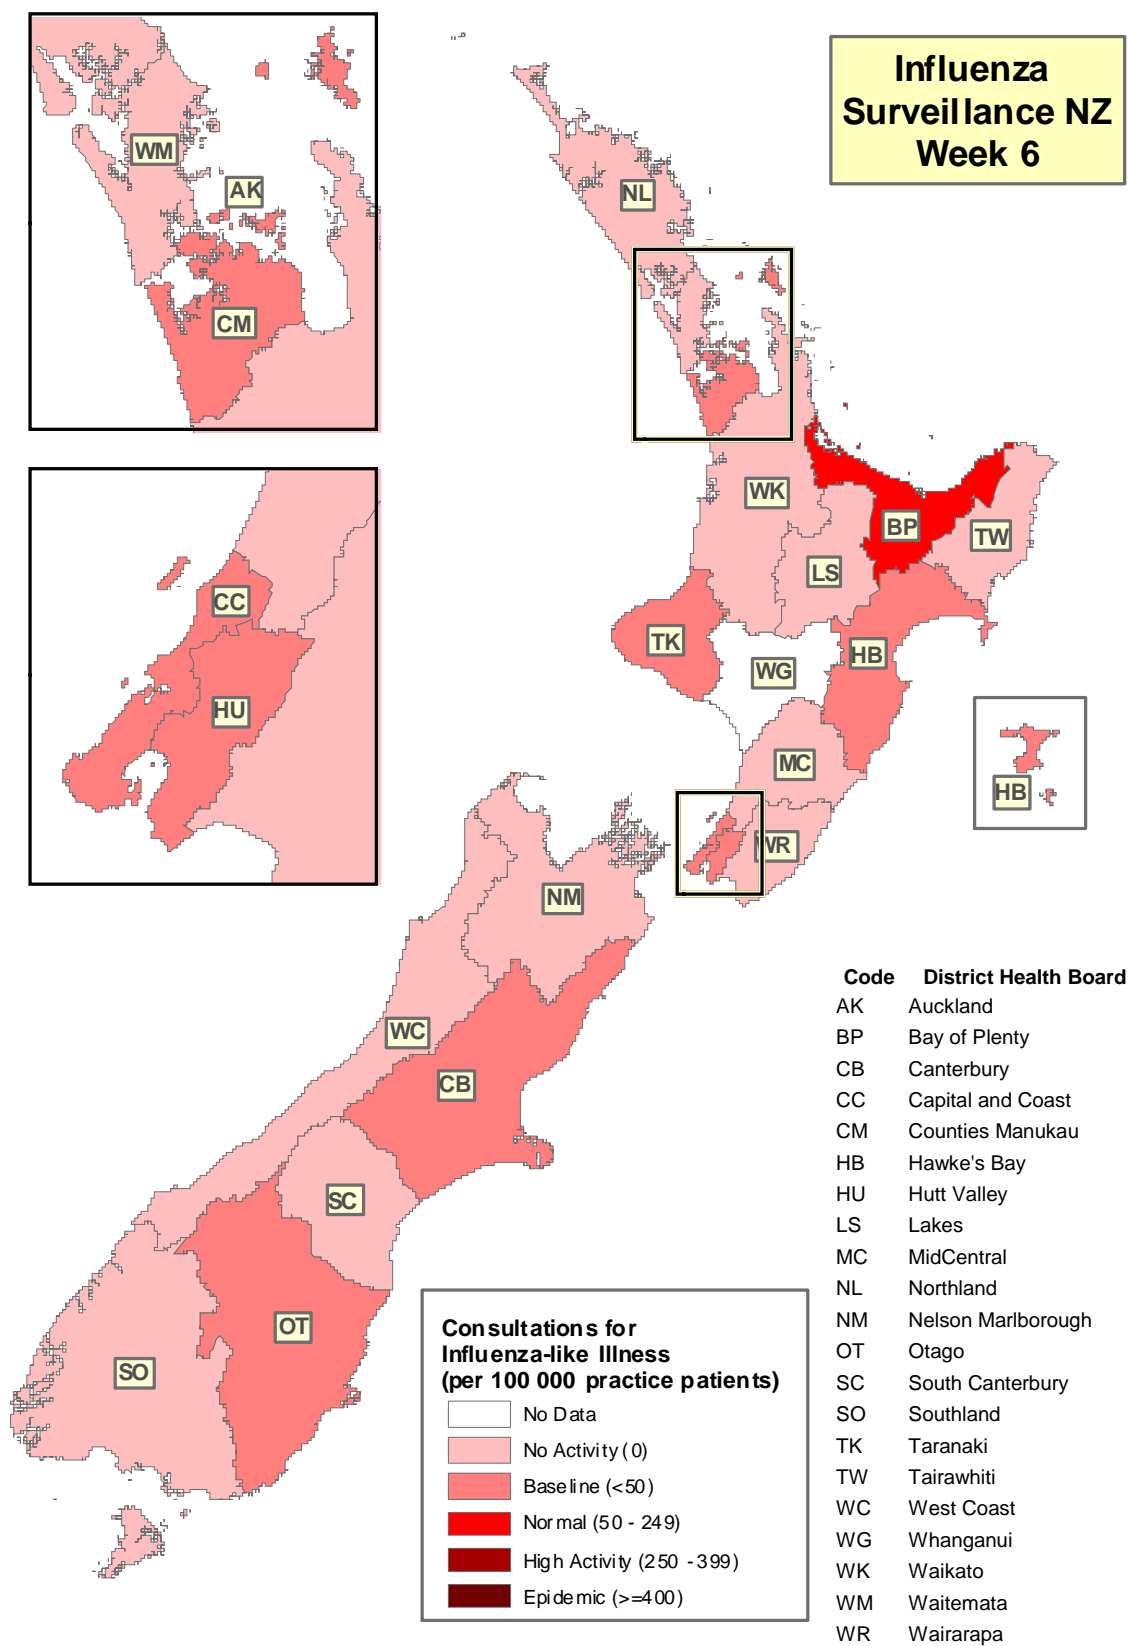 Influenza
Surveillance NZ
Week 6
WM
AK
CM
NL
WK
BP
TW
LS
TK
WG
HB
CC
HU
MC
HB
WR
NM
WC
CB
SC
OT
SO
Code District Health Board
AK Auckland
BP Bay of Plenty
CB Canterbury
CC Capital and Coast
CM Counties Manukau
HB Hawke's Bay
HU Hutt Valley
LS Lakes
MC MidCentral
NL Northland
NM Nelson Marlborough
OT Otago
SC South Canterbury
SO Southland
TK Taranaki
TW Tairawhiti
WC West Coast
WG Whanganui
WK Waikato
WM Waitemata
WR Wairarapa
Consultations for
Influenza-like Illness
(per 100 000 practice patients)
No Data
No Activity (0)
Baseline (<50)
Normal (50 - 249)
High Activity (250 - 399)
Epidemic (>=400)